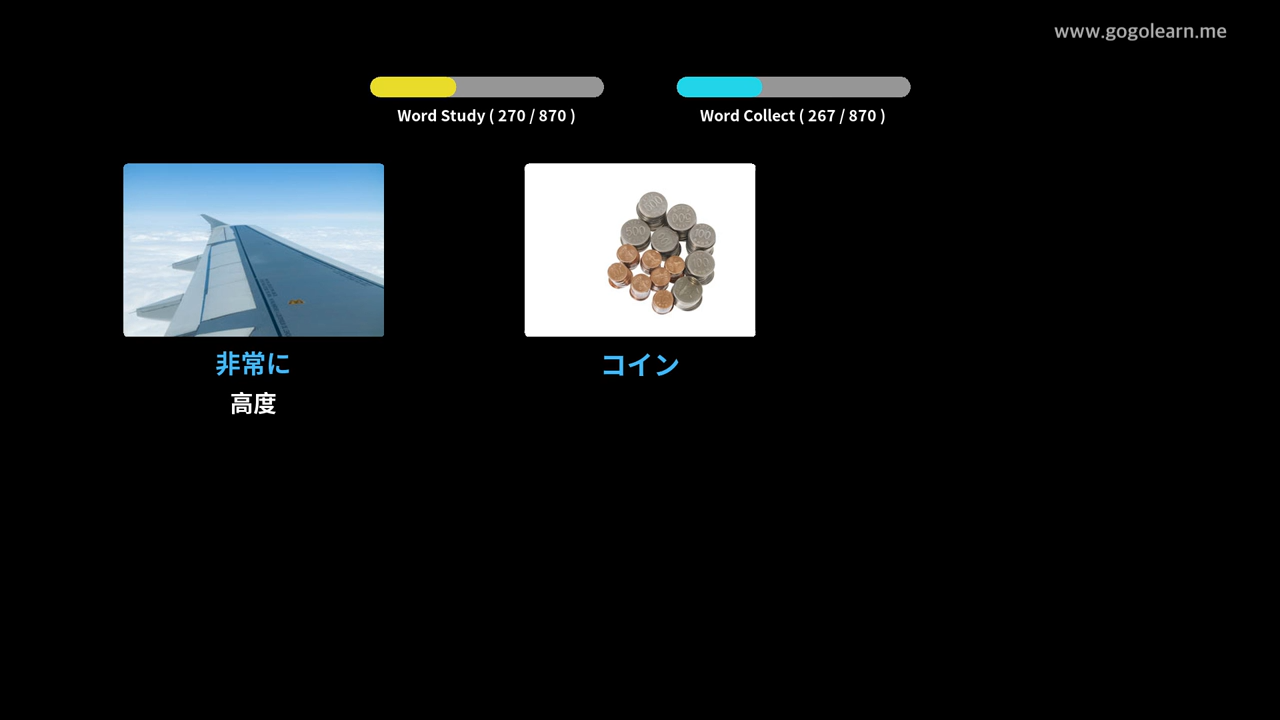 www.gogolearn.me
Word Study ( 270 / 870 )
Word Collect ( 267 / 870 )
非常に
高度
コイン